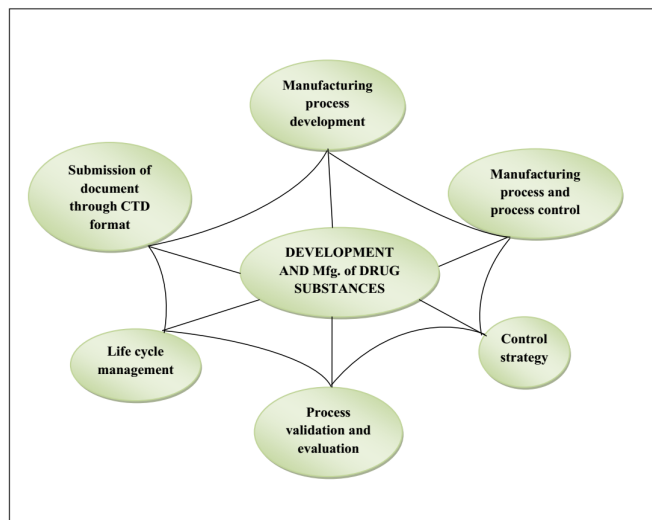 Manufacturing
process
development
Submission of
document
through CTD
format
Manufacturing
process and
process control
DEVELOPMENT
AND Mfg. of DRUG
SUBSTANCES
Life cycle
management
Control
strategy
Process
validation and
evaluation